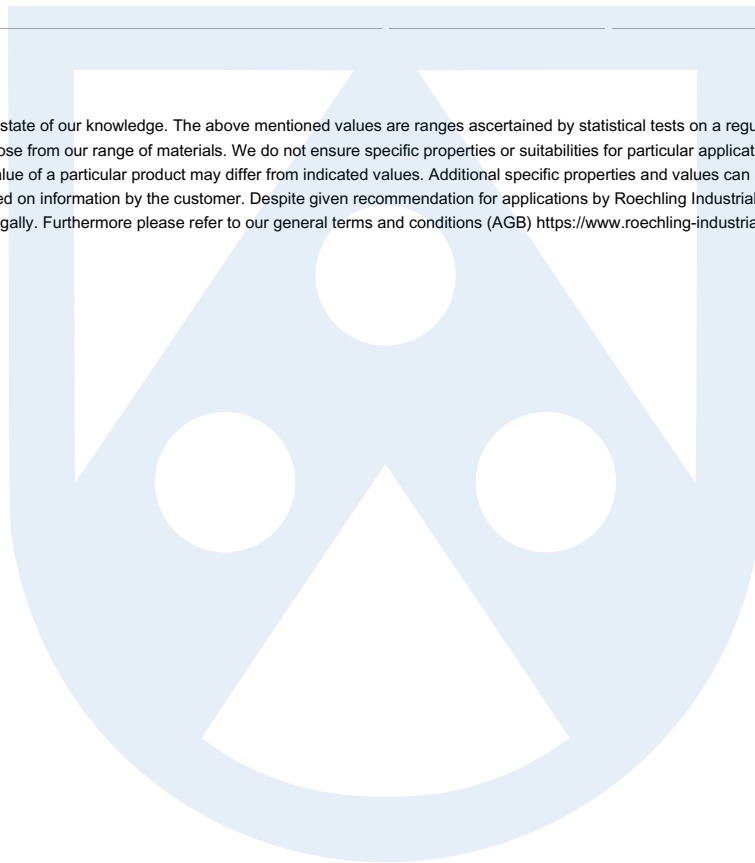 state of our knowledge. The above mentioned values are ranges ascertained by statistical tests on a regu
ose from our range of materials. We do not ensure specific properties or suitabilities for particular applicat
lue of a particular product may differ from indicated values. Additional specific properties and values can
ed on information by the customer. Despite given recommendation for applications by Roechling Industrial
gally. Furthermore please refer to our general terms and conditions (AGB) https://www.roechling-industria